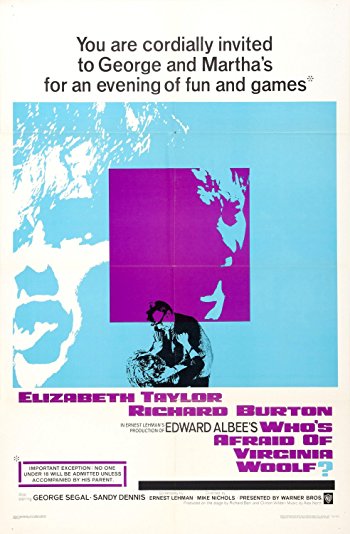 You are cordially invited
to George and Martha's
for an evening of fun and games*
ELIZABETH TAYLOR
RICHARD BURTON
IN ERNEST LEHMAN'S
PRODUCTION OF EDWARD ALBEE'S WHO'S
AFRAID OF
VIRGINIA
WOOLF?
*
IMPORTANT EXCEPTION: NO ONE
UNDER 18 WILL BE ADMITTED UNLESS
ACCOMPANIED BY HIS PARENT.
GEORGE SEGAL · SANDY DENNIS
ERNEST LEHMAN
MIKE NICHOLS
PRESENTED BY WARNER BROS.